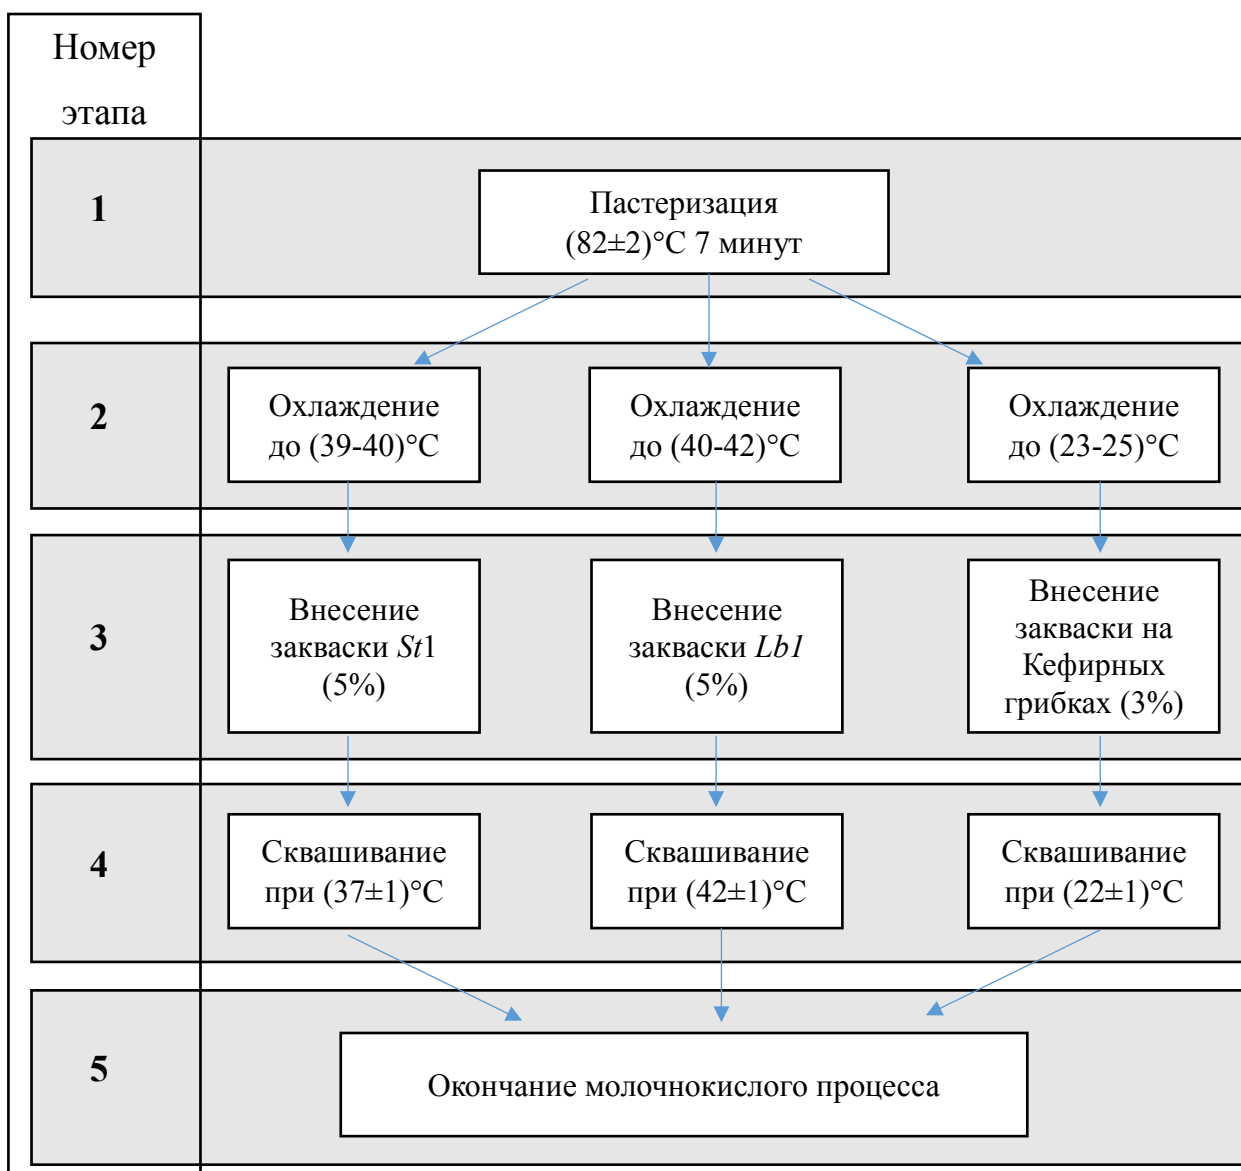 Номер
этапа
1
Пастеризация
(82±2)°C 7 минут
2
Охлаждение
до (39-40)°C
Охлаждение
до (40-42)°C
Охлаждение
до (23-25)°C
3
Внесение
закваски St1
(5%)
Внесение
закваски Lb1
(5%)
Внесение
закваски на
Кефирных
грибках (3%)
4
Сквашивание
при (37±1)°C
Сквашивание
при (42±1)°C
Сквашивание
при (22±1)°C
5
Окончание молочнокислого процесса